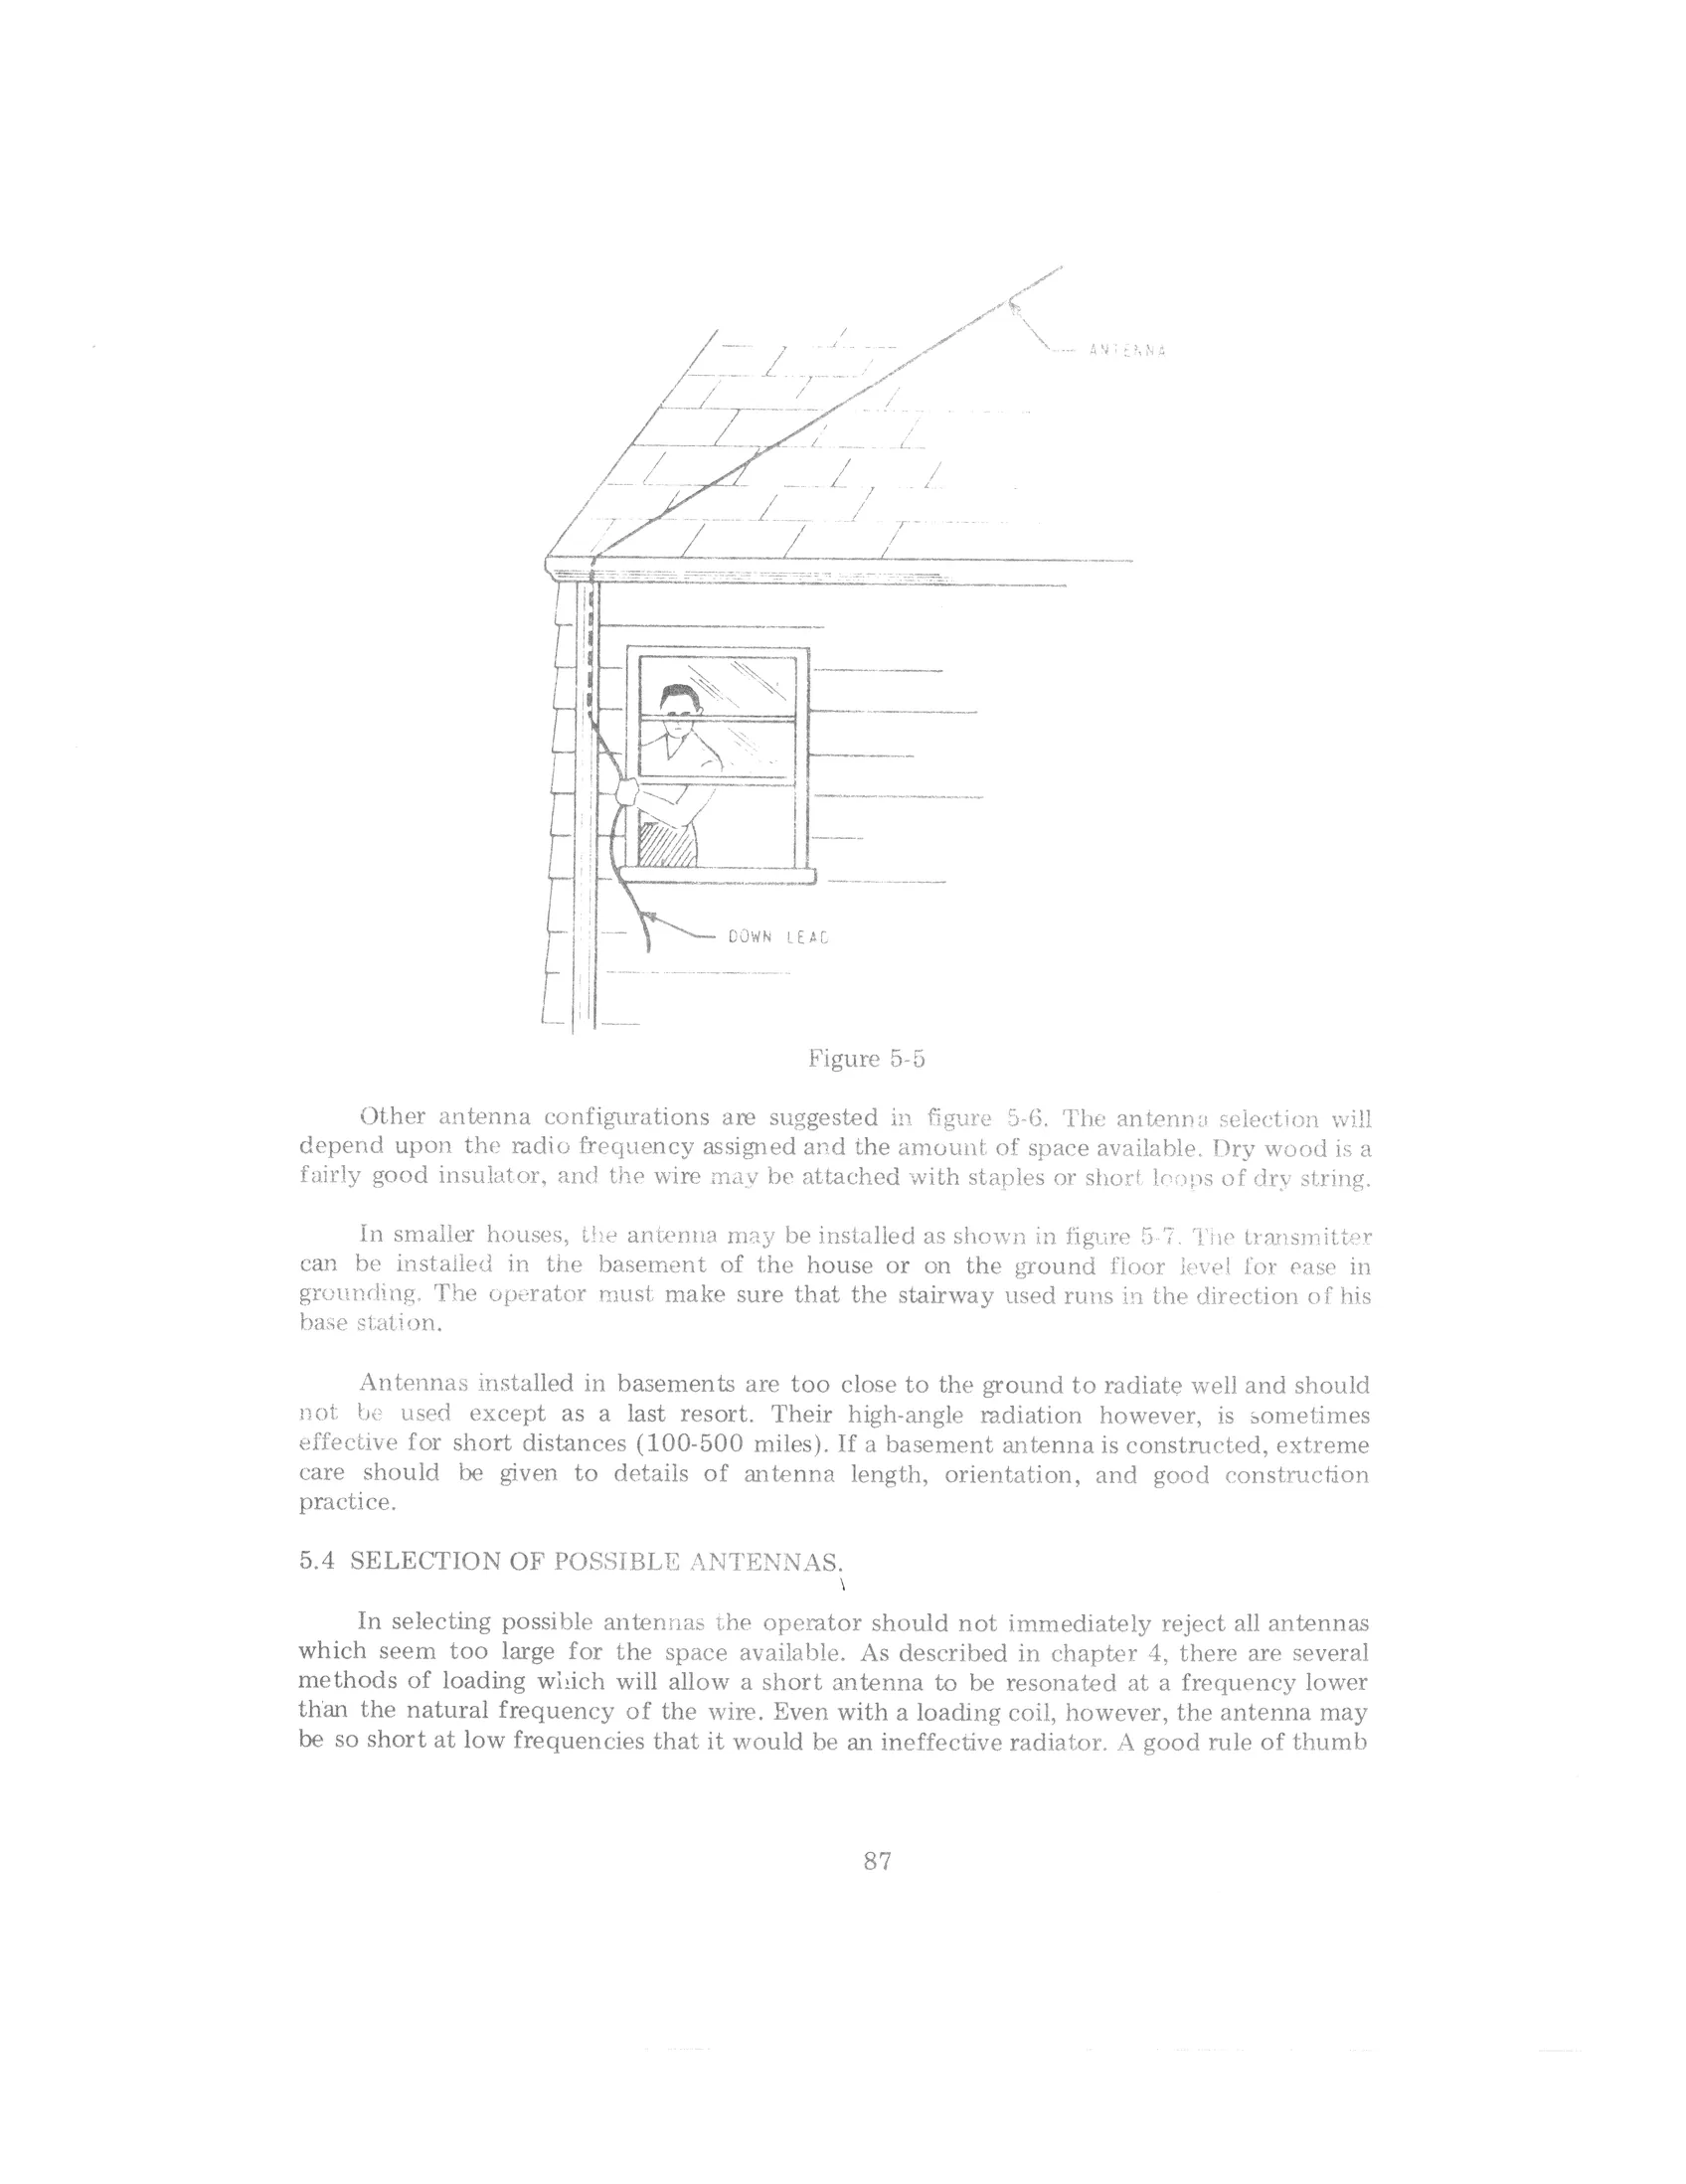 ANTENNA
DOWN LEAD
Figure 5-5
Other antenna configurations are suggested in figure 5-6. The antenna selection will
depend upon the radio frequency assigned and the amount of space available. Dry wood is a
fairly good insulator, and the wire may be attached with staples or short loops of dry string.
In smaller houses, the antenna may be installed as shown in figure 5-7. The transmitter
can be installed in the basement of the house or on the ground floor level for ease in
grounding. The operator must make sure that the stairway used runs in the direction of his
base station.
Antennas installed in basements are too close to the ground to radiate well and should
not be used except as a last resort. Their high-angle radiation however, is sometimes
effective for short distances (100-500 miles). If a basement antenna is constructed, extreme
care should be given to details of antenna length, orientation, and good construction
practice.
5.4 SELECTION OF POSSIBLE ANTENNAS.
In selecting possible antennas the operator should not immediately reject all antennas
which seem too large for the space available. As described in chapter 4, there are several
methods of loading which will allow a short antenna to be resonated at a frequency lower
than the natural frequency of the wire. Even with a loading coil, however, the antenna may
be so short at low frequencies that it would be an ineffective radiator. A good rule of thumb
87